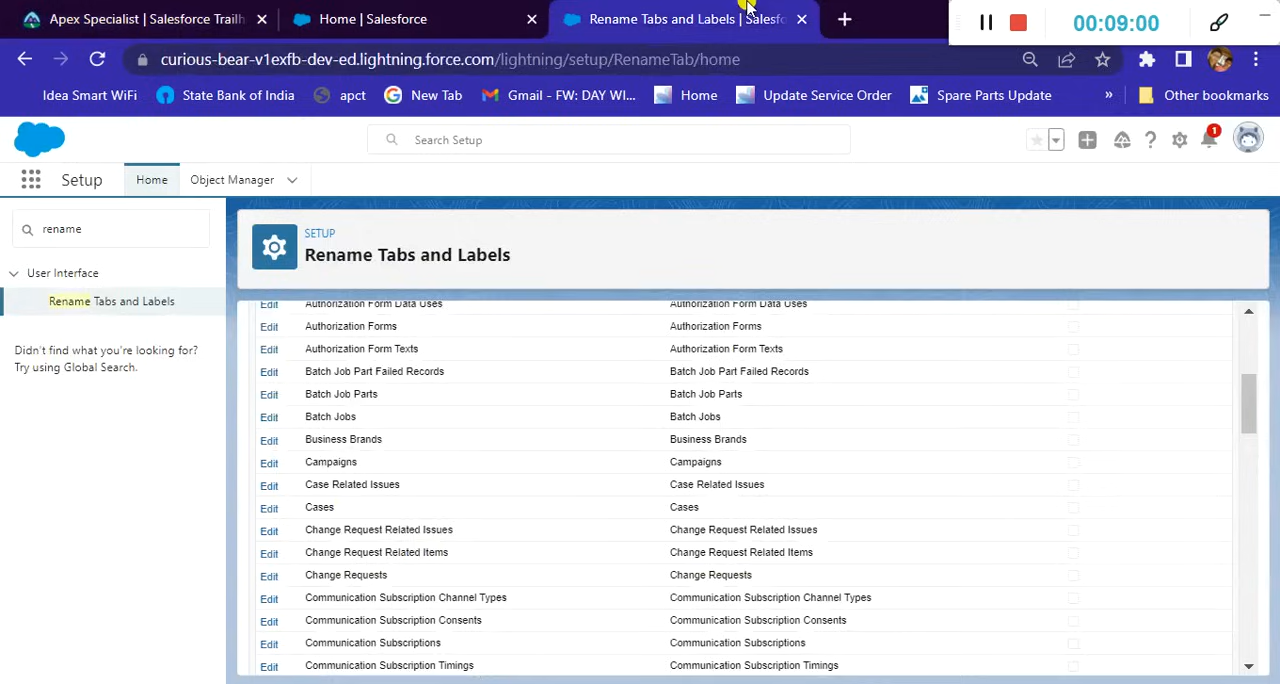 Apex Specialist | Salesforce Trailh
Home | Salesforce
Rename Tabs and Labels | Salesfo
00:09:00
curious-bear-v1exfb-dev-ed.lightning.force.com/lightning/setup/RenameTab/home
Idea Smart WiFi
State Bank of India
apct
New Tab
Gmail - FW: DAY WI...
Home
Update Service Order
Spare Parts Update
»
Other bookmarks
Search Setup
1
Setup
Home
Object Manager
rename
User Interface
Rename Tabs and Labels
Didn't find what you're looking for?
Try using Global Search.
SETUP
Rename Tabs and Labels
Edit Authorization Form Data Uses Authorization Form Data Uses
Edit Authorization Forms Authorization Forms
Edit Authorization Form Texts Authorization Form Texts
Edit Batch Job Part Failed Records Batch Job Part Failed Records
Edit Batch Job Parts Batch Job Parts
Edit Batch Jobs Batch Jobs
Edit Business Brands Business Brands
Edit Campaigns Campaigns
Edit Case Related Issues Case Related Issues
Edit Cases Cases
Edit Change Request Related Issues Change Request Related Issues
Edit Change Request Related Items Change Request Related Items
Edit Change Requests Change Requests
Edit Communication Subscription Channel Types Communication Subscription Channel Types
Edit Communication Subscription Consents Communication Subscription Consents
Edit Communication Subscriptions Communication Subscriptions
Edit Communication Subscription Timings Communication Subscription Timings